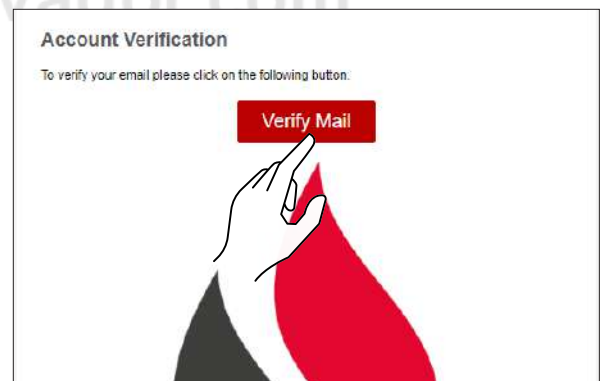 Account Verification
To verify your email please click on the following button.
Verify Mail